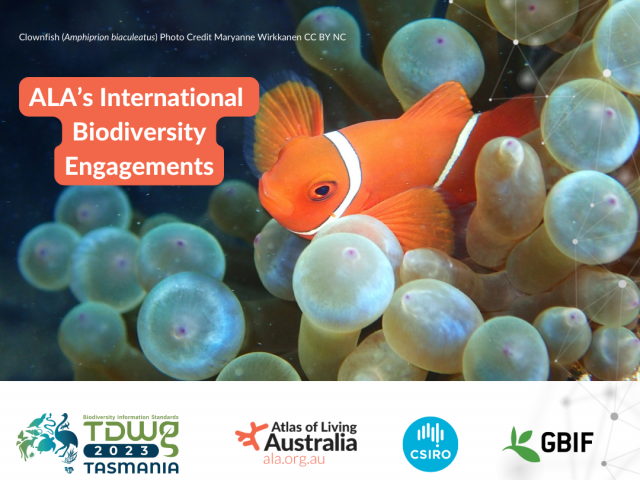 Clownfish (Amphiprion biaculeatus) Photo Credit Maryanne Wirkkanen CC BY NC
ALA's International
Biodiversity
Engagements
Biodiversity Information Standards
TDWG
2023
TASMANIA
Atlas of Living
Australia
ala.org.au
CSIRO
GBIF